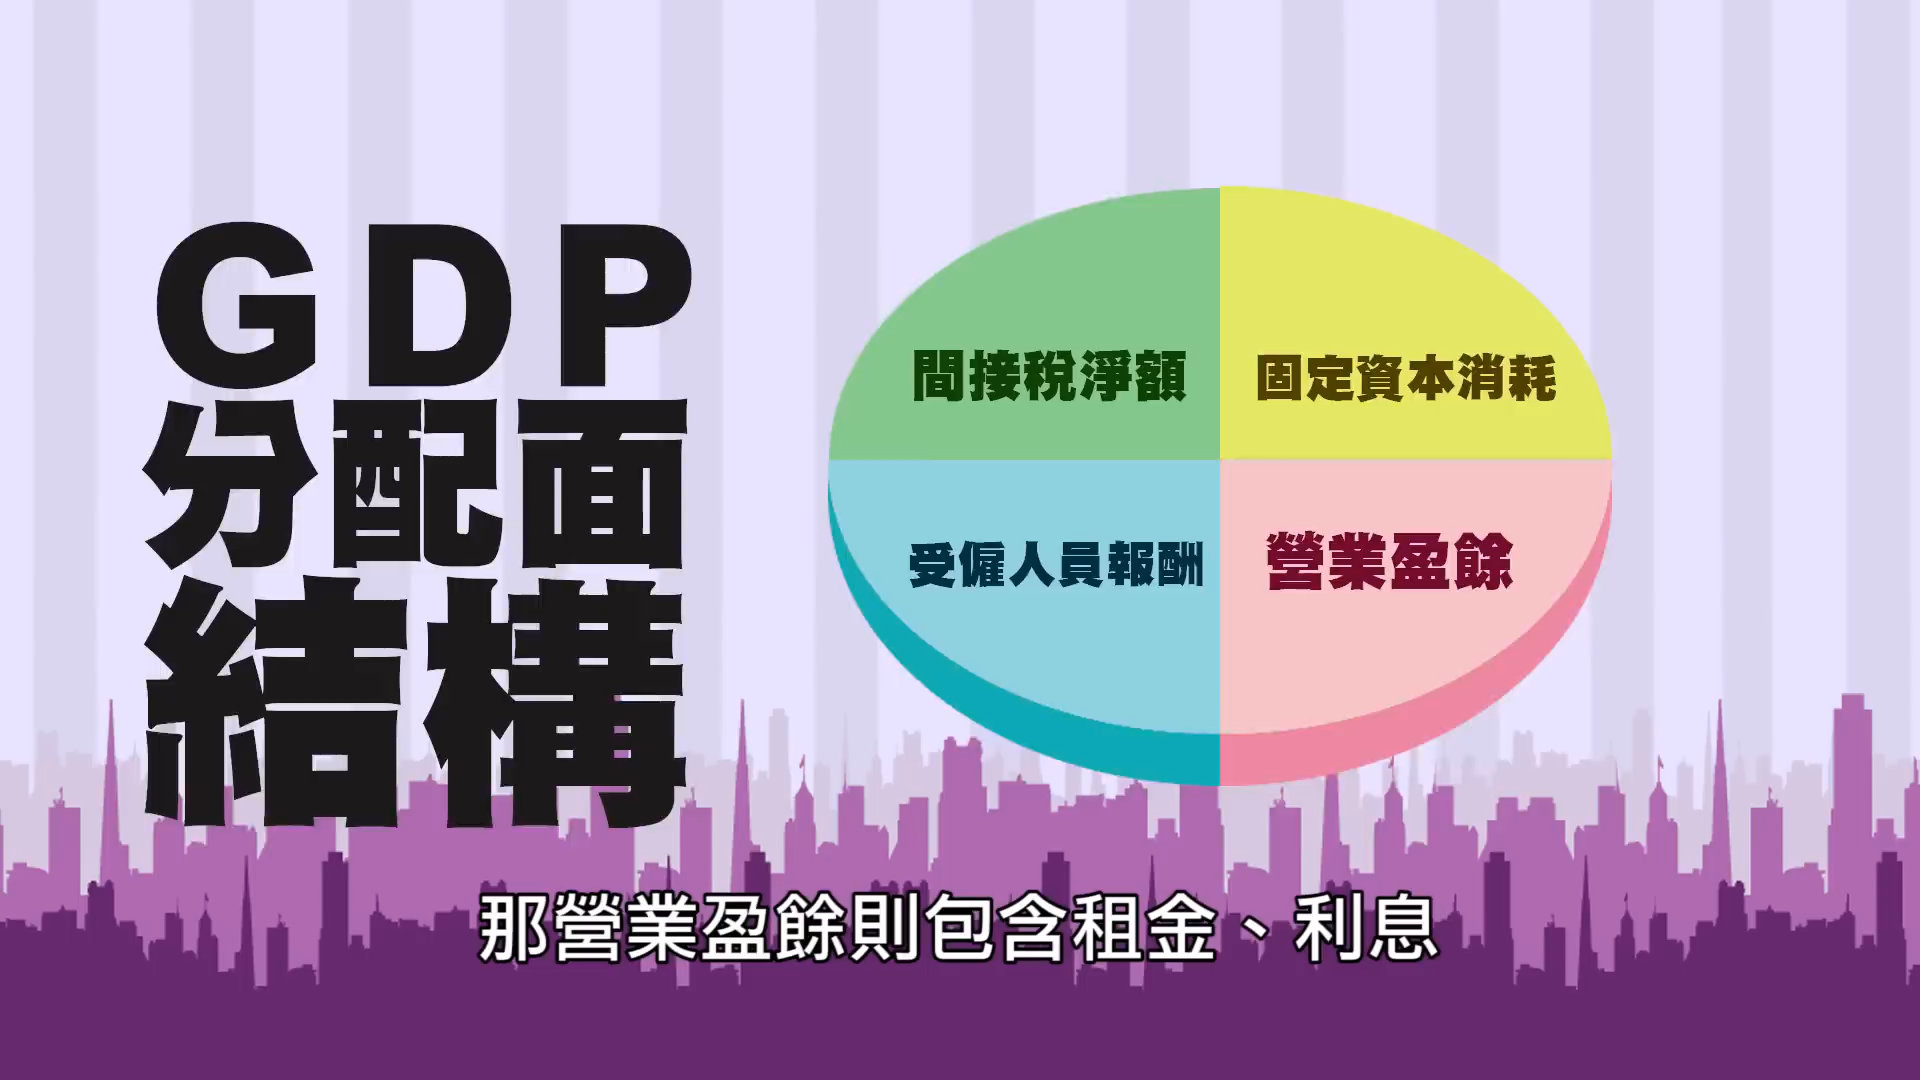 GDP
分配面
結構
間接稅淨額
固定資本消耗
受僱人員報酬
營業盈餘
那營業盈餘則包含租金、利息